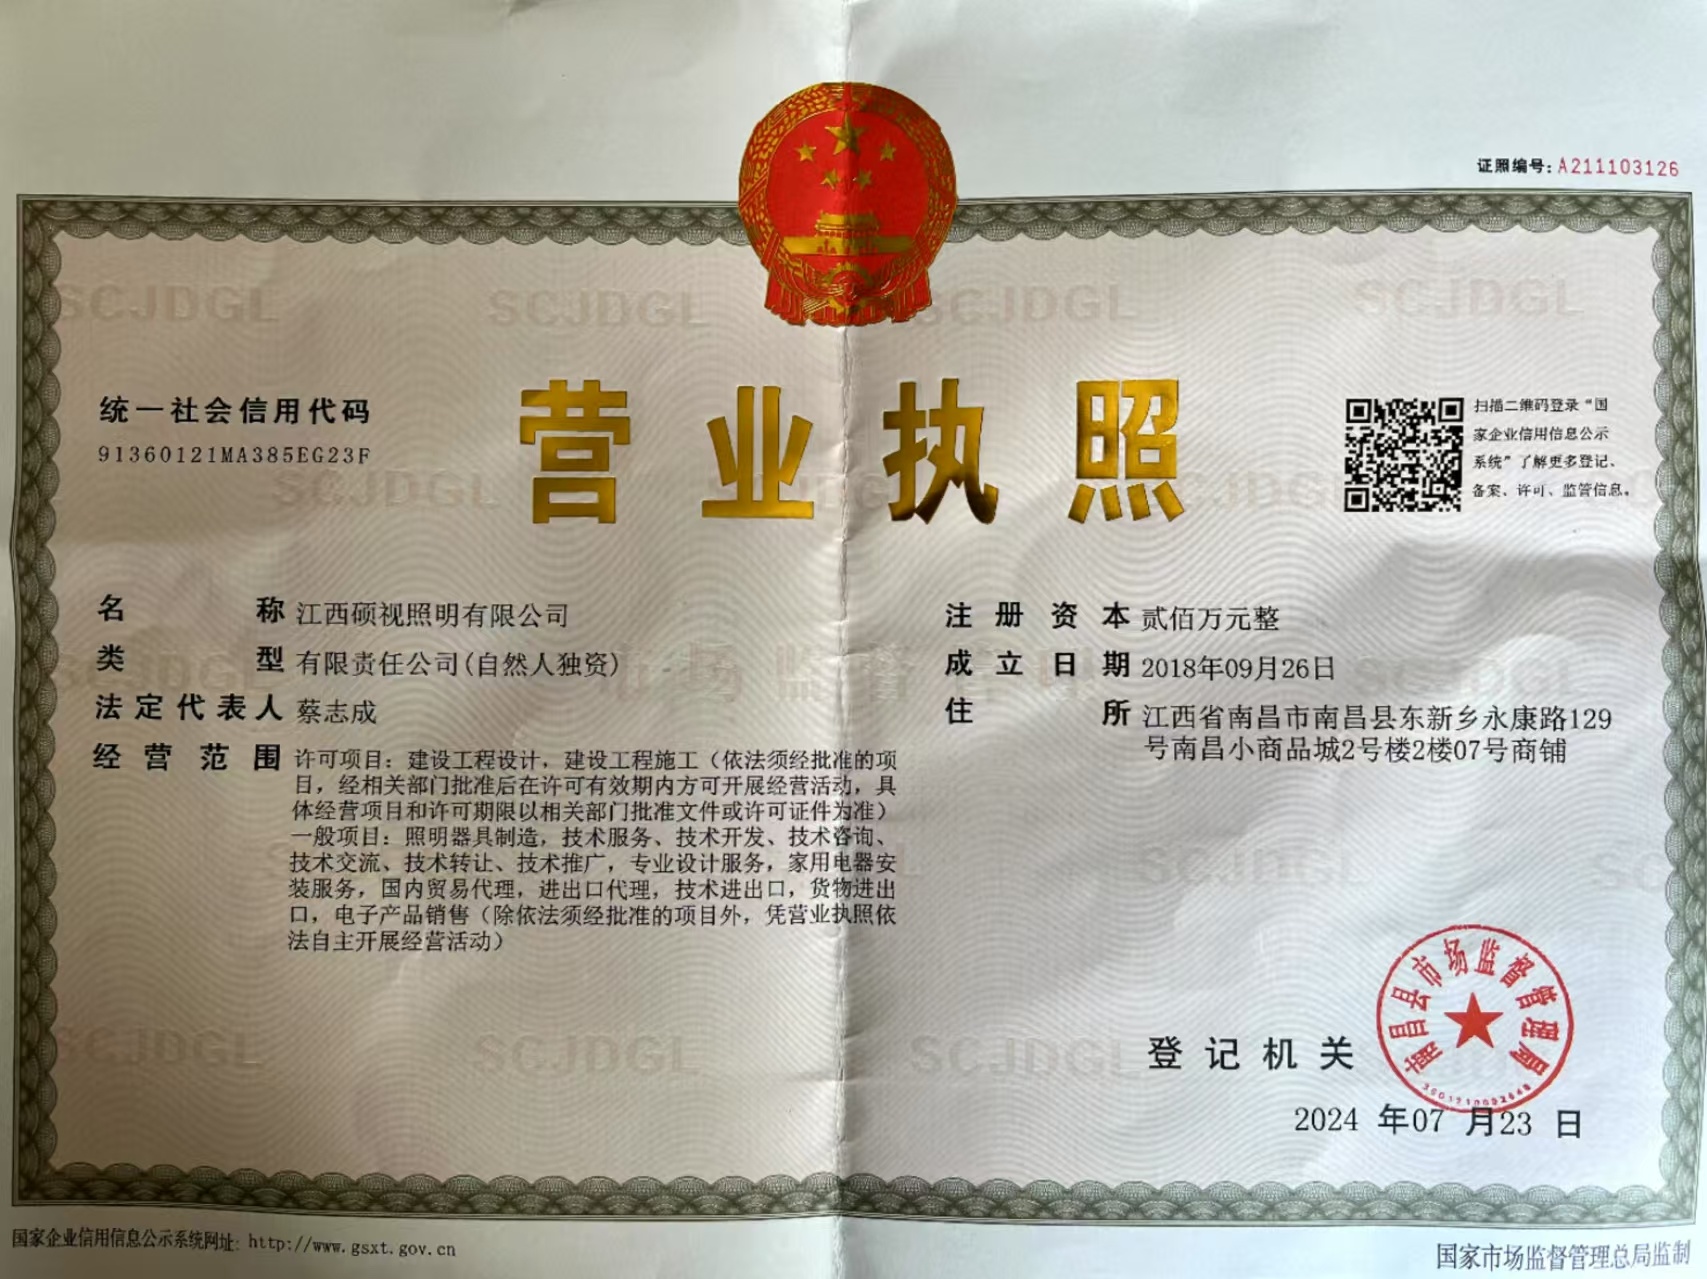 证照编号:A211103126
统一社会信用代码
91360121MA385EG23F
营业执照
扫描二维码登录“国
家企业信用信息公示
系统”了解更多登记、
备案、许可、监管信息。
名称 江西硕视照明有限公司
类型 有限责任公司(自然人独资)
法定代表人 蔡志成
经营范围 许可项目：建设工程设计，建设工程施工（依法须经批准的项
目，经相关部门批准后在许可有效期内方可开展经营活动，具
体经营项目和许可期限以相关部门批准文件或许可证件为准）
一般项目：照明器具制造，技术服务、技术开发、技术咨询、
技术交流、技术转让、技术推广，专业设计服务，家用电器安
装服务，国内贸易代理，进出口代理，技术进出口，货物进出
口，电子产品销售（除依法须经批准的项目外，凭营业执照依
法自主开展经营活动）
注册资本 贰佰万元整
成立日期 2018年09月26日
住所 江西省南昌市南昌县东新乡永康路129
号南昌小商品城2号楼2楼07号商铺
登记机关
南昌县市场监督管理局
2024 年07 月23 日
国家企业信用信息公示系统网址: http://www.gsxt.gov.cn
国家市场监督管理总局监制